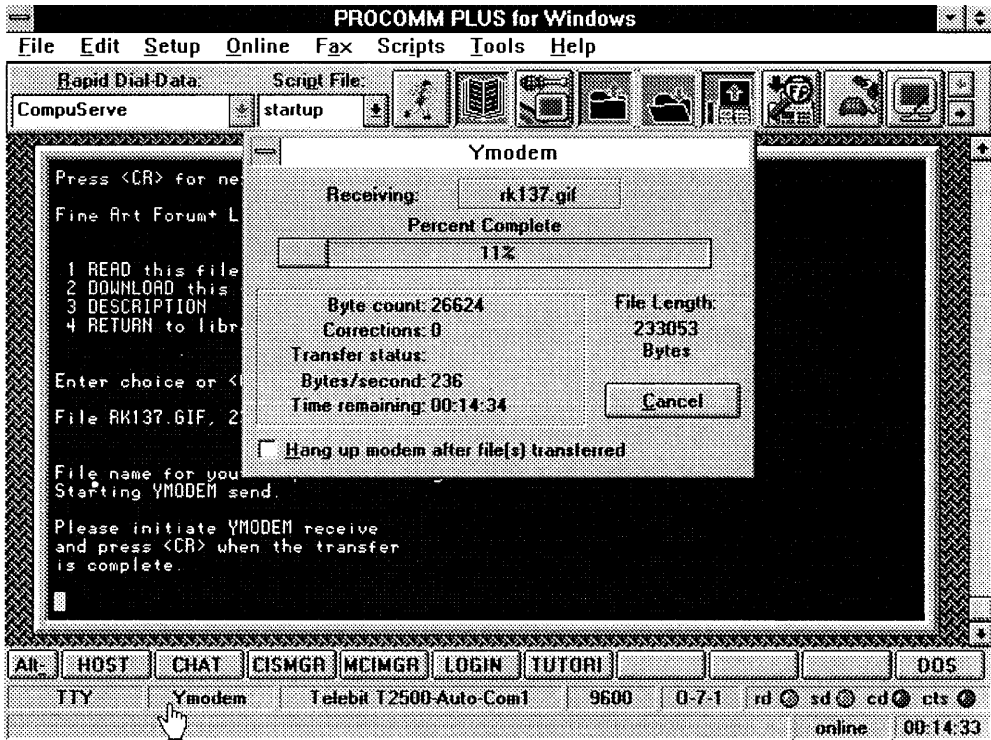 PROCOMM PLUS for Windows
File Edit Setup Online Fax Scripts Tools Help
Rapid Dial-Data: Script File:
CompuServe startup
Ymodem
Receiving: rk137.gif
Percent Complete
11%
Byte count: 26624
Corrections: 0
Transfer status:
Bytes/second: 236
Time remaining: 00:14:34
File Length:
233053
Bytes
Cancel
Hang up modem after file(s) transferred
Press <CR> for ne
Fine Art Forum+ L
1 READ this file
2 DOWNLOAD this
3 DESCRIPTION
4 RETURN to libr
Enter choice or <
File RK137.GIF, 2
File name for you
Starting YMODEM send.
Please initiate YMODEM receive
and press <CR> when the transfer
is complete.
Alt- HOST CHAT CISMGR MCIMGR LOGIN TUTORI DOS
TTY Ymodem Telebit T2500-Auto-Com1 9600 O-7-1 rd sd cd cts
online 00:14:33